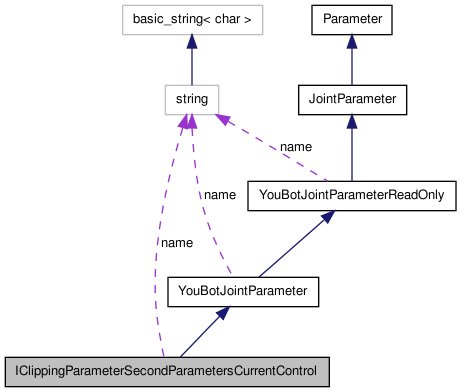 basic_string< char >
Parameter
string
JointParameter
name
YouBotJointParameterReadOnly
name
name
YouBotJointParameter
IClippingParameterSecondParametersCurrentControl